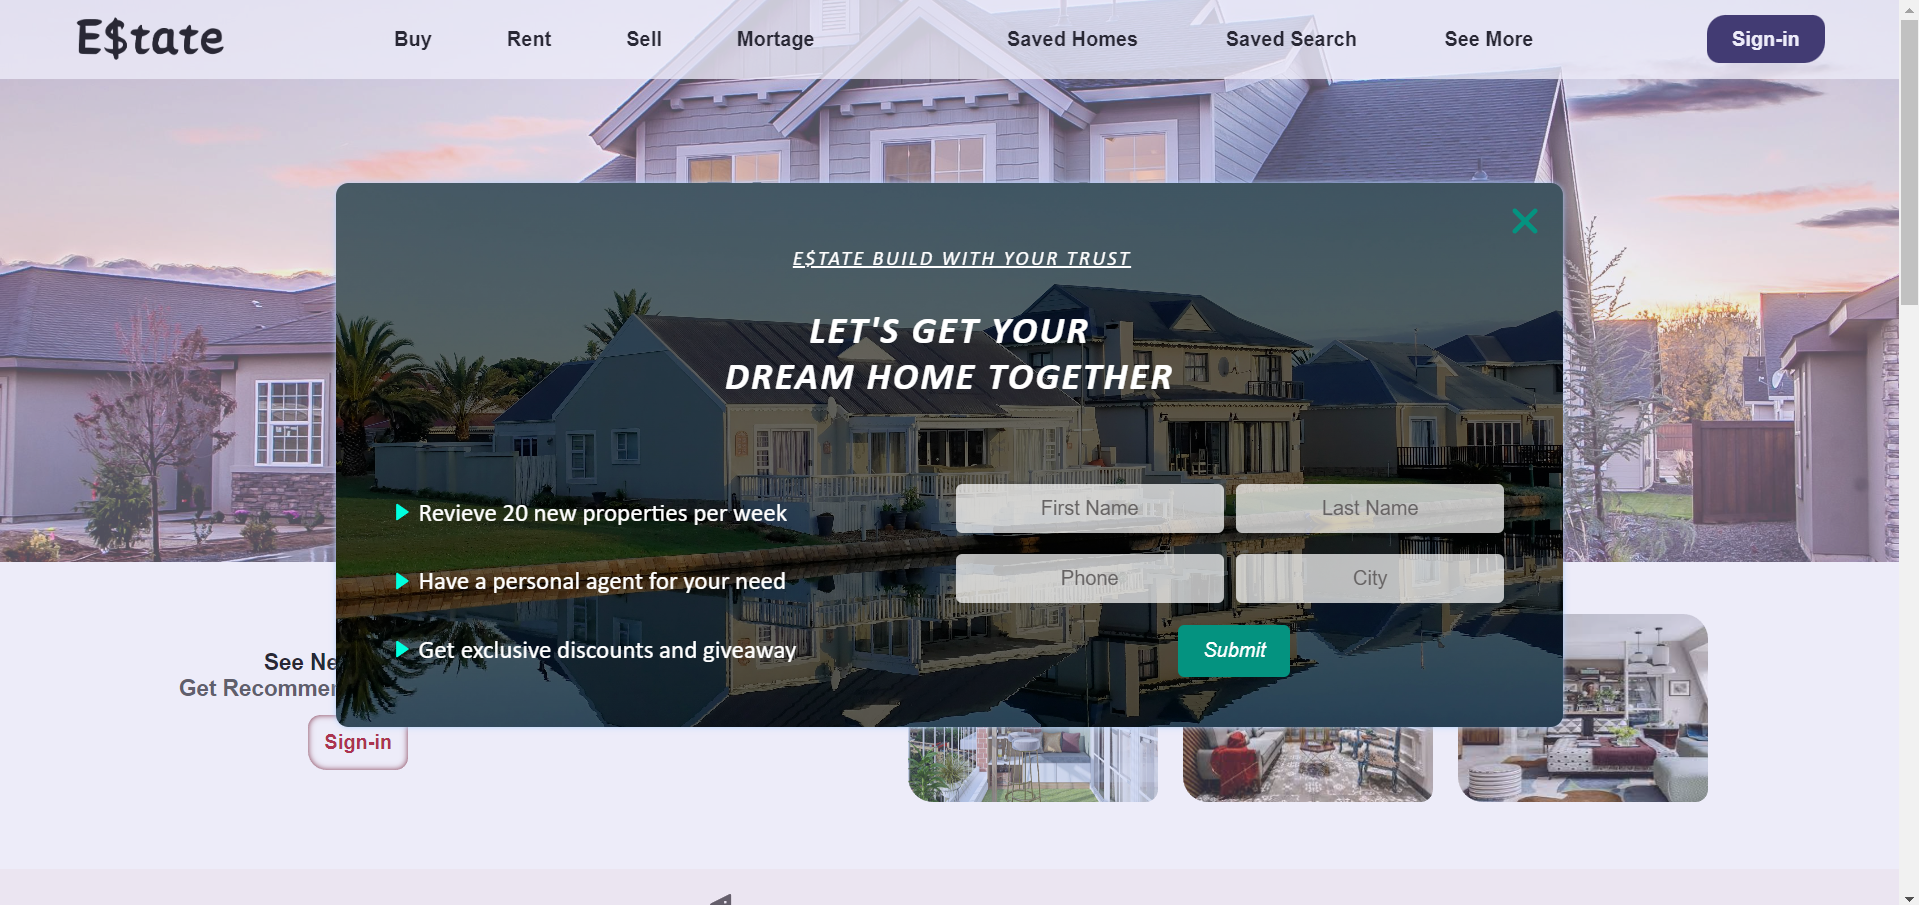 E$tate
Buy
Rent
Sell
Mortage
Saved Homes
Saved Search
See More
Sign-in
E$TATE BUILD WITH YOUR TRUST
LET'S GET YOUR
DREAM HOME TOGETHER
Revieve 20 new properties per week
Have a personal agent for your need
Get exclusive discounts and giveaway
First Name
Last Name
Phone
City
Submit
See
Get
Sign-in